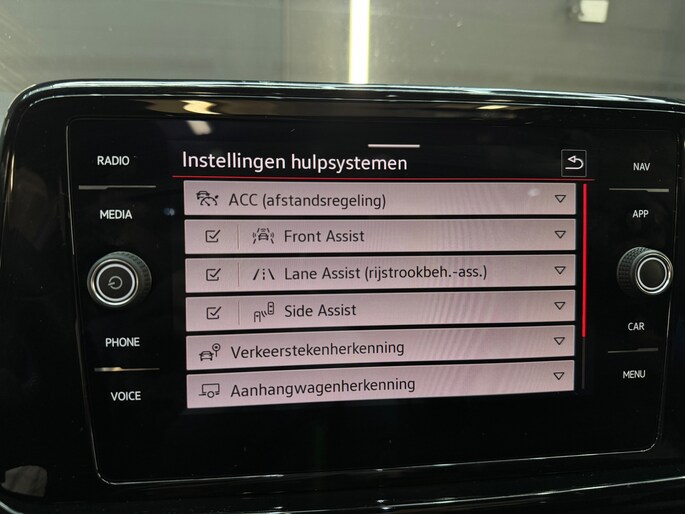 Instellingen hulpsystemen
ACC (afstandsregeling)
Front Assist
Lane Assist (rijstrookbeh.-ass.)
Side Assist
Verkeerstekenherkenning
Aanhangwagenherkenning
RADIO
MEDIA
PHONE
VOICE
NAV
APP
CAR
MENU